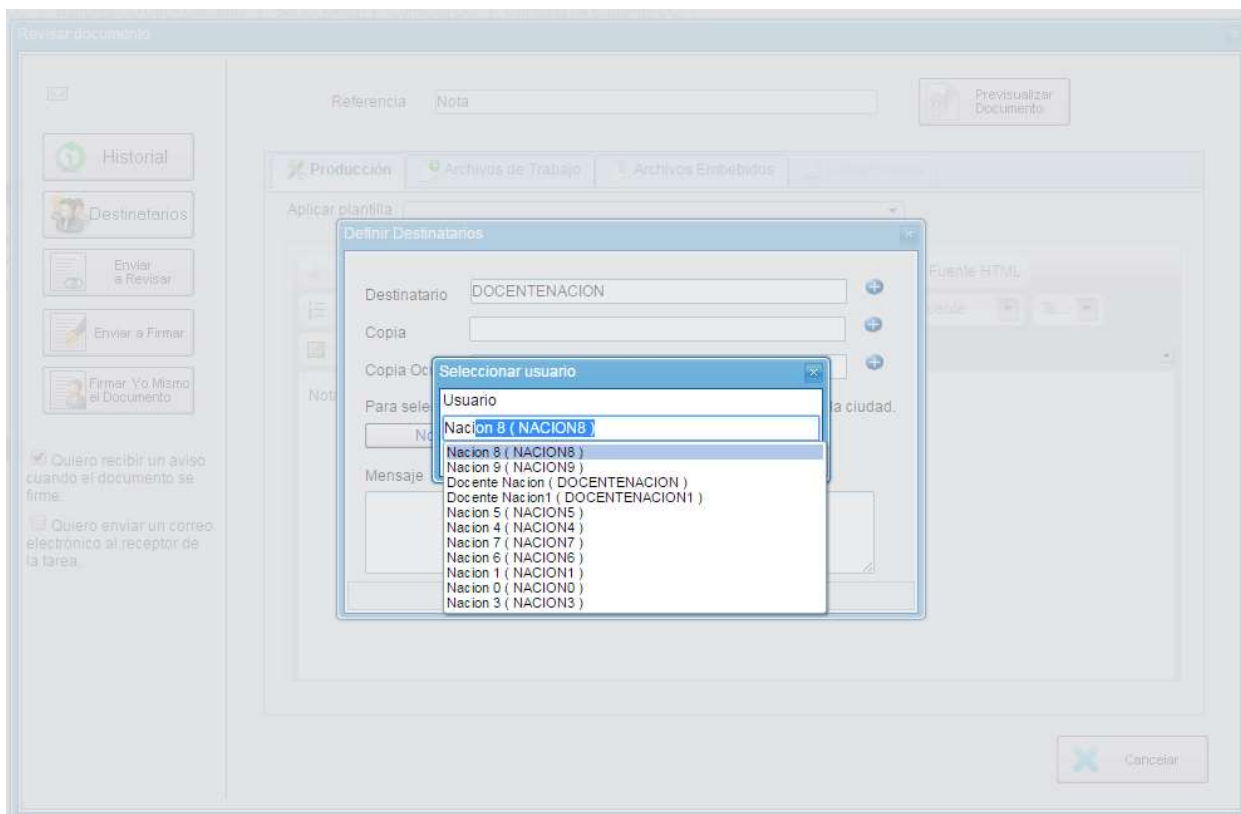 Revisar documento
Referencia Nota
Previsualizar
Documento
Historial
Destinatarios
Enviar
a Revisar
Enviar a Firmar
Firmar Yo Mismo
el Documento
Quiero recibir un aviso
cuando el documento se
firme.
Quiero enviar un correo
electrónico al receptor de
la tarea.
Producción Archivos de Trabajo Archivos Embebidos
Aplicar plantilla
Fuente HTML
Definir Destinatarios
Destinatario DOCENTENACION
Copia
Copia Oc
Para sele
la ciudad.
No
Mensaje
Seleccionar usuario
Usuario
Nacion 8 ( NACION8 )
Nacion 8 ( NACION8 )
Nacion 9 ( NACION9 )
Docente Nacion ( DOCENTENACION )
Docente Nacion1 ( DOCENTENACION1 )
Nacion 5 ( NACION5 )
Nacion 4 ( NACION4 )
Nacion 7 ( NACION7 )
Nacion 6 ( NACION6 )
Nacion 1 ( NACION1 )
Nacion 0 ( NACION0 )
Nacion 3 ( NACION3 )
Cancelar